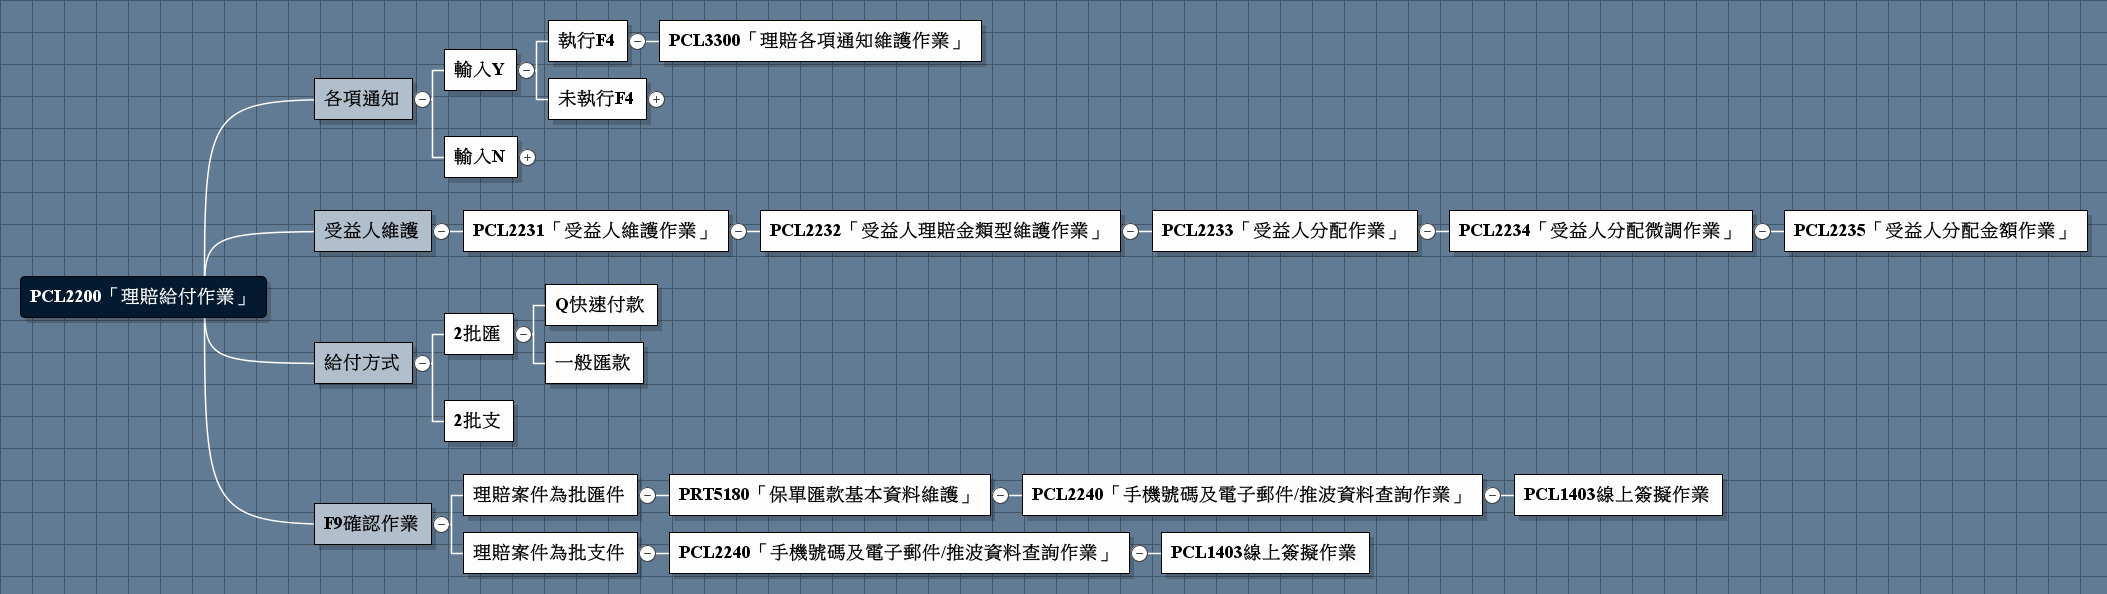 PCL2200「理賠給付作業」
各項通知
輸入Y
執行F4
PCL3300「理賠各項通知維護作業」
未執行F4
輸入N
受益人維護
PCL2231「受益人維護作業」
PCL2232「受益人理賠金類型維護作業」
PCL2233「受益人分配作業」
PCL2234「受益人分配微調作業」
PCL2235「受益人分配金額作業」
給付方式
2批匯
Q快速付款
一般匯款
2批支
F9確認作業
理賠案件為批匯件
PRT5180「保單匯款基本資料維護」
PCL2240「手機號碼及電子郵件/推波資料查詢作業」
PCL1403線上簽擬作業
理賠案件為批支件
PCL2240「手機號碼及電子郵件/推波資料查詢作業」
PCL1403線上簽擬作業